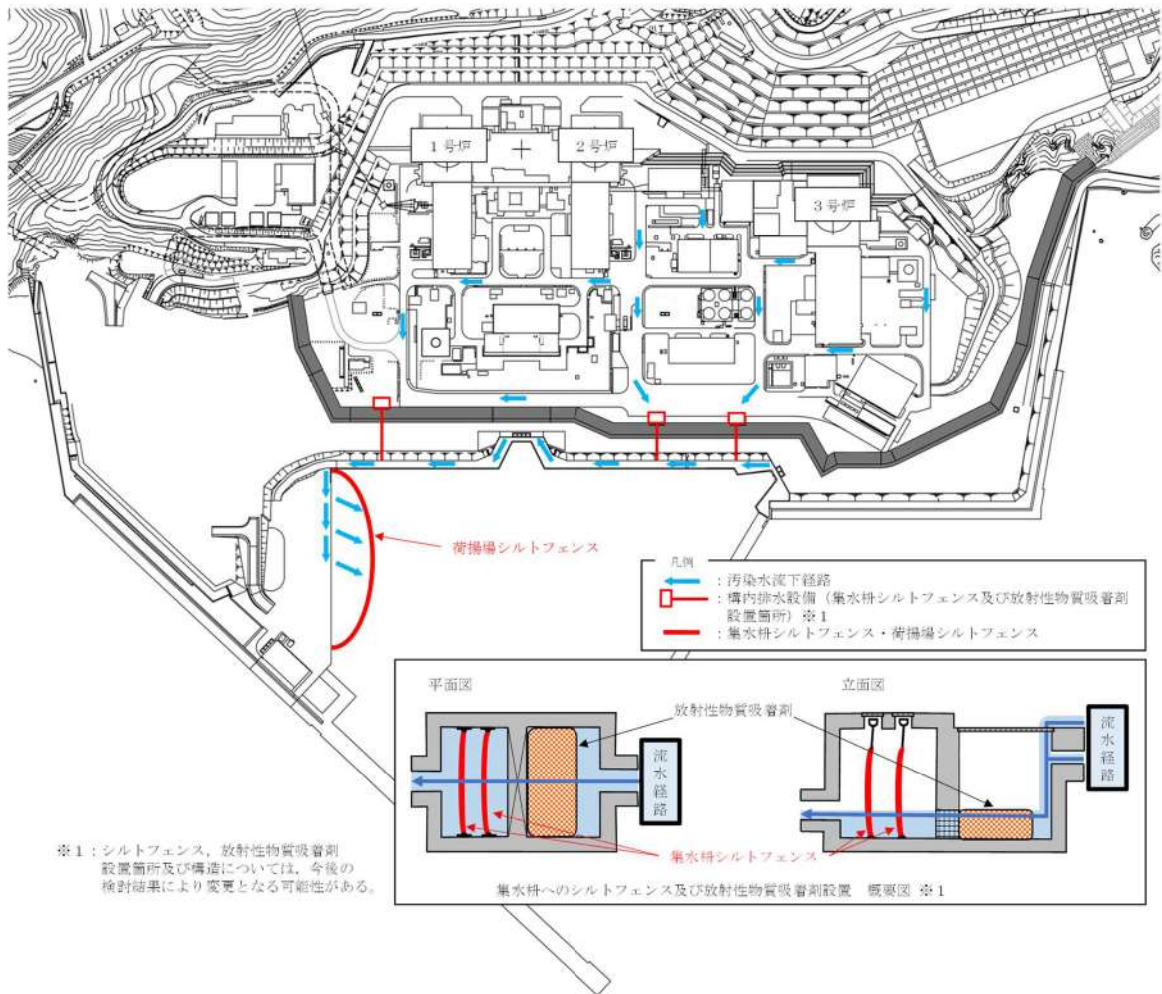 1号炉
2号炉
3号炉
荷揚場シルトフェンス
凡例
：汚染水流下経路
：構内排水設備（集水枡シルトフェンス及び放射性物質吸着剤
設置箇所）※1
：集水枡シルトフェンス・荷揚場シルトフェンス
平面図
立面図
放射性物質吸着剤
流水経路
流水経路
集水枡シルトフェンス
集水枡へのシルトフェンス及び放射性物質吸着剤設置　概要図 ※1
※1：シルトフェンス，放射性物質吸着剤
設置箇所及び構造については，今後の
検討結果により変更となる可能性がある。